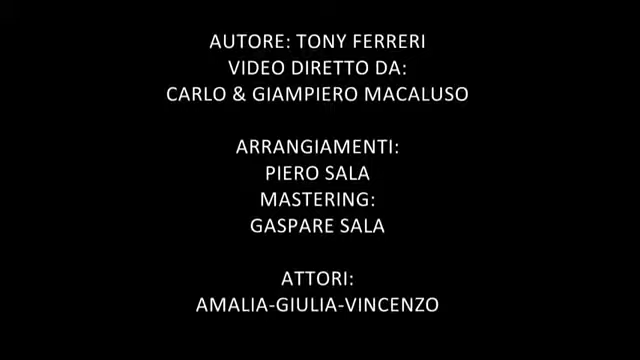 AUTORE: TONY FERRERI
VIDEO DIRETTO DA:
CARLO & GIAMPIERO MACALUSO
ARRANGIAMENTI:
PIERO SALA
MASTERING:
GASPARE SALA
ATTORI:
AMALIA-GIULIA-VINCENZO